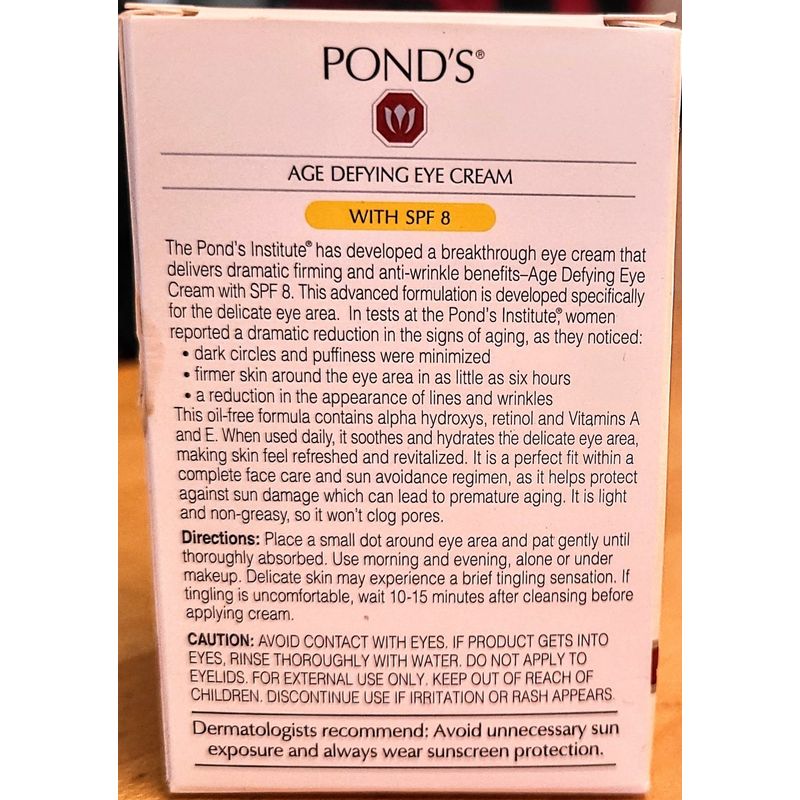 POND'S®
AGE DEFYING EYE CREAM
WITH SPF 8
The Pond's Institute® has developed a breakthrough eye cream that
delivers dramatic firming and anti-wrinkle benefits–Age Defying Eye
Cream with SPF 8. This advanced formulation is developed specifically
for the delicate eye area. In tests at the Pond's Institute,® women
reported a dramatic reduction in the signs of aging, as they noticed:
• dark circles and puffiness were minimized
• firmer skin around the eye area in as little as six hours
• a reduction in the appearance of lines and wrinkles
This oil-free formula contains alpha hydroxys, retinol and Vitamins A
and E. When used daily, it soothes and hydrates the delicate eye area,
making skin feel refreshed and revitalized. It is a perfect fit within a
complete face care and sun avoidance regimen, as it helps protect
against sun damage which can lead to premature aging. It is light
and non-greasy, so it won't clog pores.
Directions: Place a small dot around eye area and pat gently until
thoroughly absorbed. Use morning and evening, alone or under
makeup. Delicate skin may experience a brief tingling sensation. If
tingling is uncomfortable, wait 10-15 minutes after cleansing before
applying cream.
CAUTION: AVOID CONTACT WITH EYES. IF PRODUCT GETS INTO
EYES, RINSE THOROUGHLY WITH WATER. DO NOT APPLY TO
EYELIDS. FOR EXTERNAL USE ONLY. KEEP OUT OF REACH OF
CHILDREN. DISCONTINUE USE IF IRRITATION OR RASH APPEARS.
Dermatologists recommend: Avoid unnecessary sun
exposure and always wear sunscreen protection.